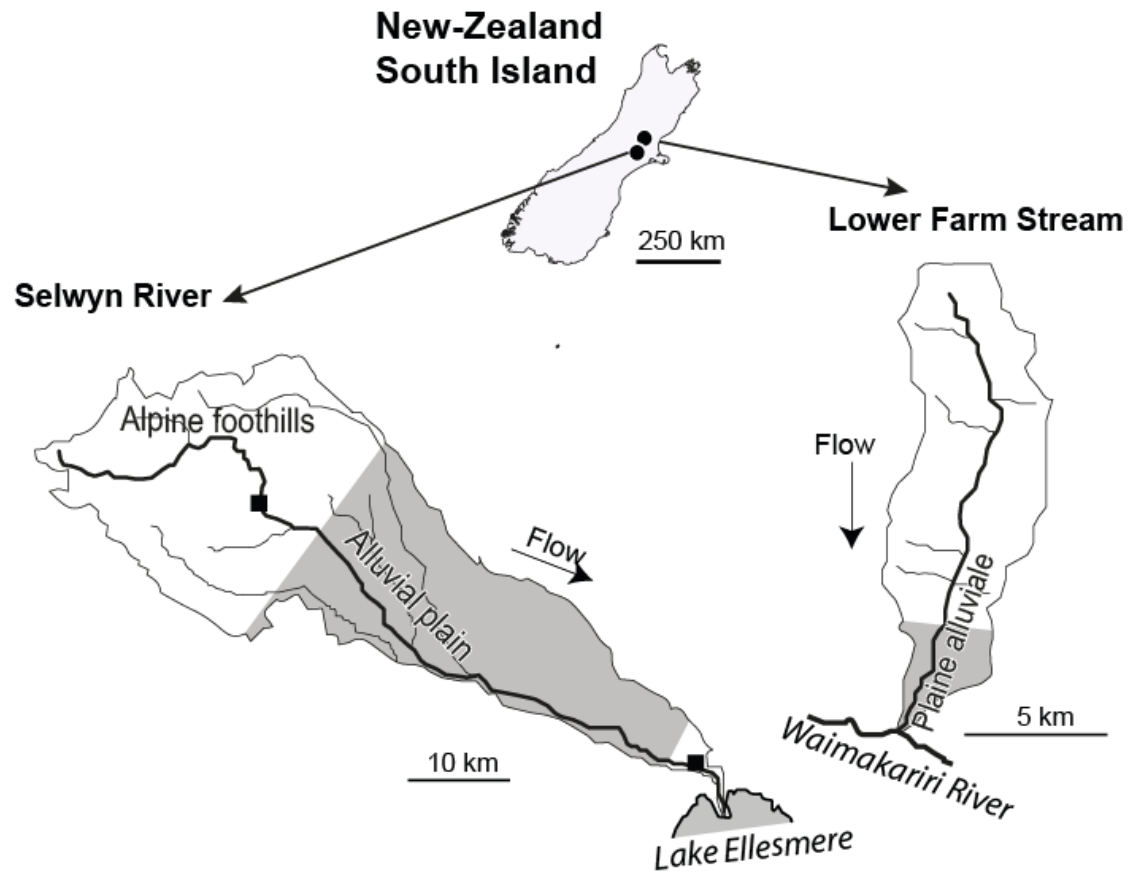 New-Zealand
South Island
250 km
Lower Farm Stream
Selwyn River
Alpine foothills
Flow
Flow
Alluvial plain
Plaine alluviale
5 km
10 km
Waimakariri River
Lake Ellesmere